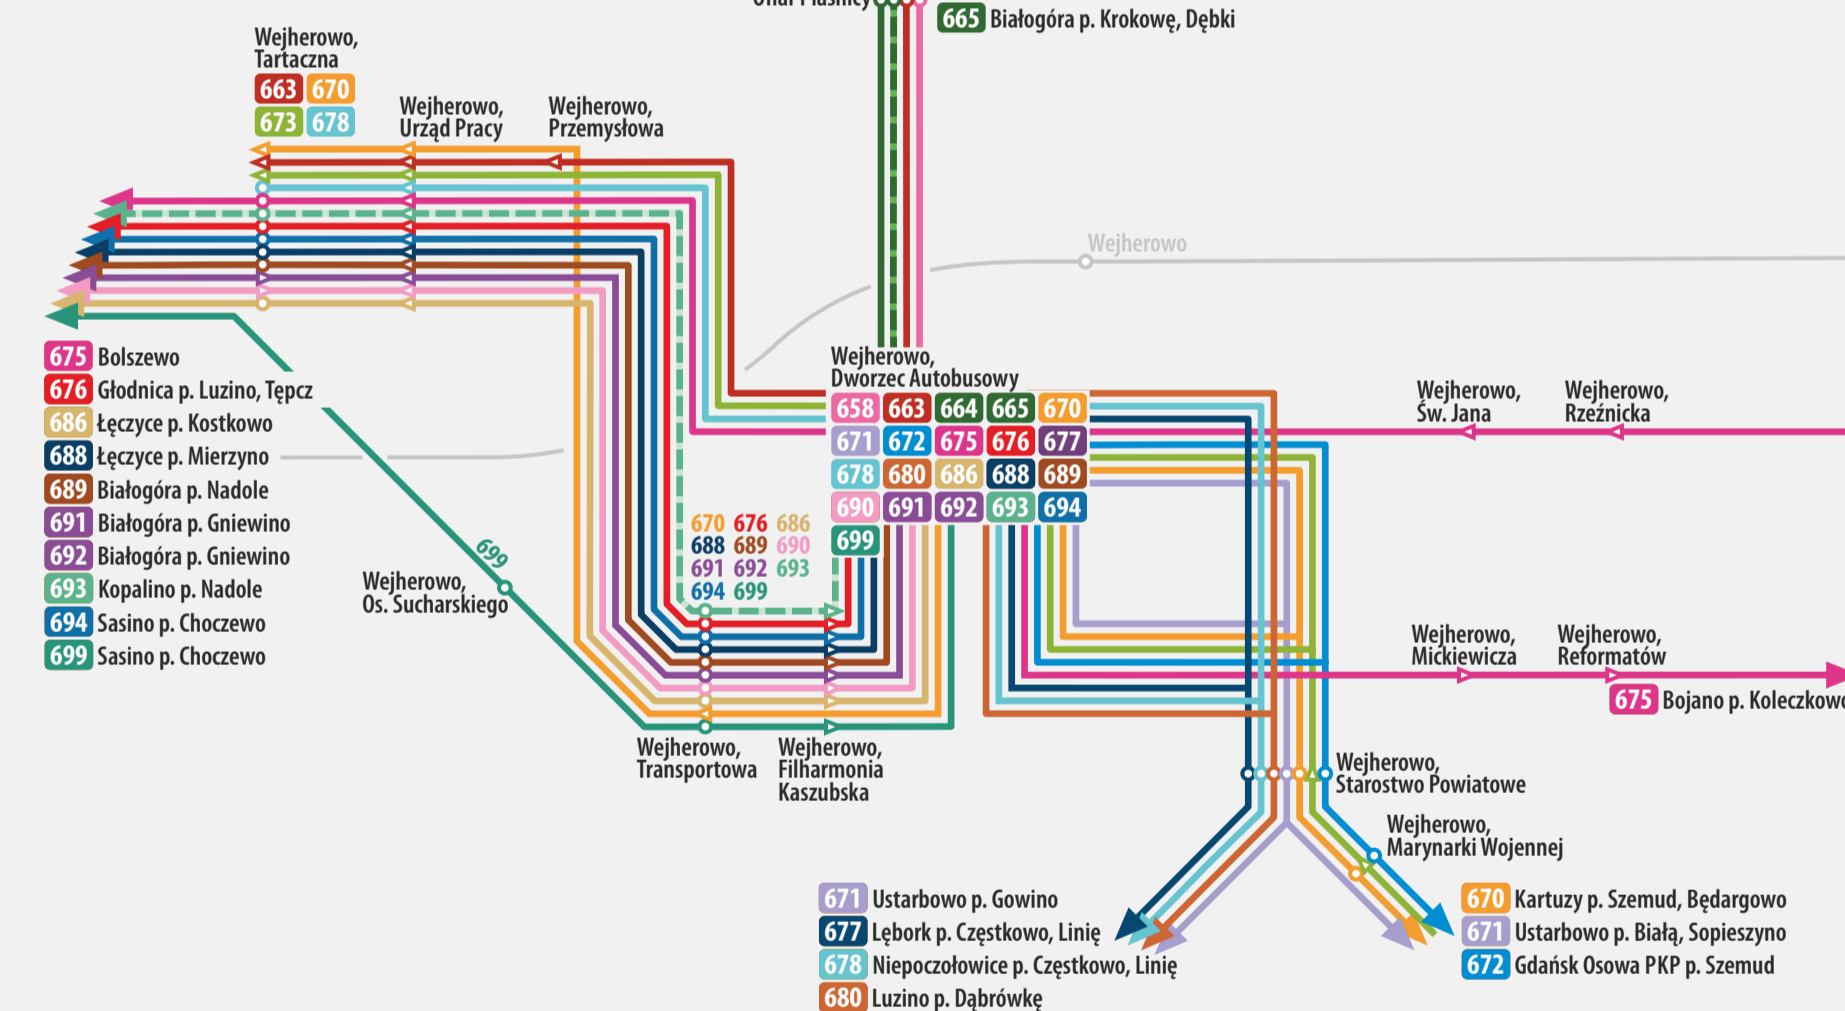 665 Białogóra p. Krokowę, Dębki
Wejherowo,
Tartaczna
663 670
673 678
Wejherowo,
Urząd Pracy
Wejherowo,
Przemysłowa
Wejherowo
675 Bolszewo
676 Głodnica p. Luzino, Tępcz
686 Łęczyce p. Kostkowo
688 Łęczyce p. Mierzyno
689 Białogóra p. Nadole
691 Białogóra p. Gniewino
692 Białogóra p. Gniewino
693 Kopalino p. Nadole
694 Sasino p. Choczewo
699 Sasino p. Choczewo
699
Wejherowo,
Os. Sucharskiego
Wejherowo,
Dworzec Autobusowy
658 663 664 665 670
671 672 675 676 677
678 680 686 688 689
690 691 692 693 694
699
670 676 686
688 689 690
691 692 693
694 699
Wejherowo,
Transportowa
Wejherowo,
Filharmonia
Kaszubska
Wejherowo,
Św. Jana
Wejherowo,
Rzeźnicka
Wejherowo,
Mickiewicza
Wejherowo,
Reformatów
675 Bojano p. Koleczkowo
Wejherowo,
Starostwo Powiatowe
Wejherowo,
Marynarki Wojennej
671 Ustarbowo p. Gowino
677 Lębork p. Częstkowo, Linię
678 Niepoczołowice p. Częstkowo, Linię
680 Luzino p. Dąbrówkę
670 Kartuzy p. Szemud, Będargowo
671 Ustarbowo p. Białą, Sopieszyno
672 Gdańsk Osowa PKP p. Szemud